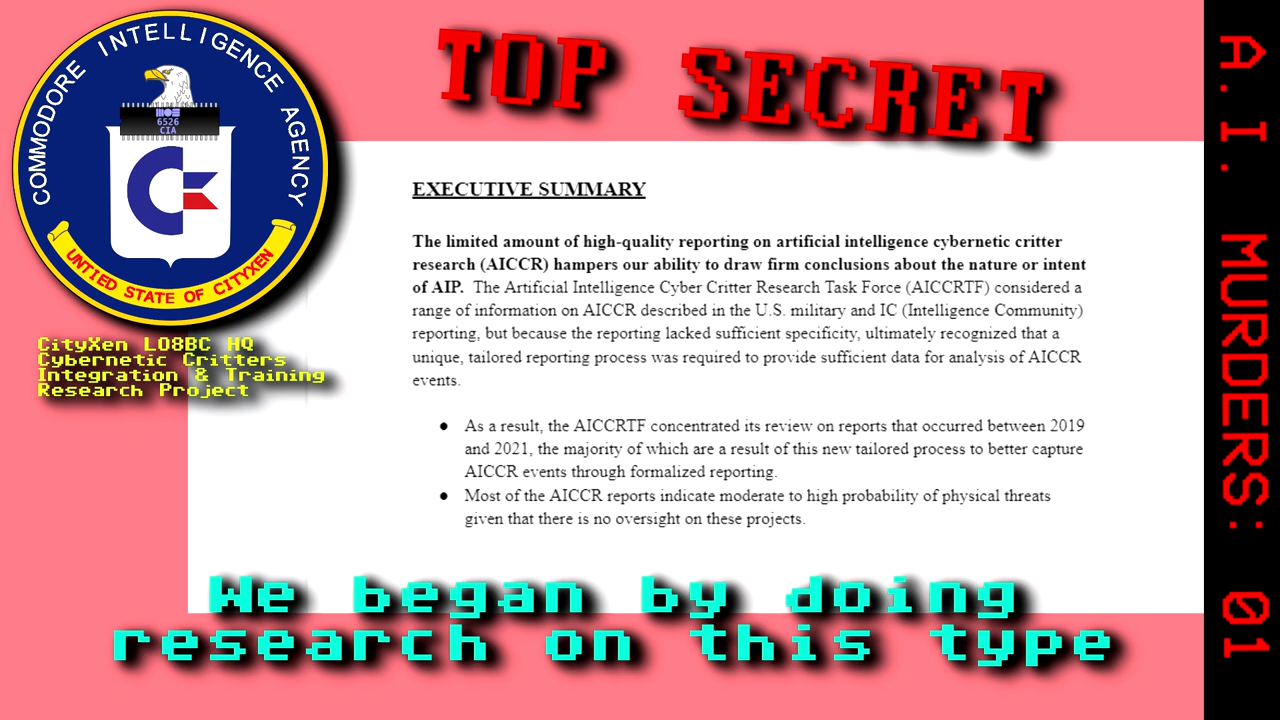 COMMODORE INTELLIGENCE AGENCY
MOS
6526
CIA
UNTIED STATE OF CITYXEN
CityXen LO8BC HQ
Cybernetic Critters
Integration & Training
Research Project
TOP SECRET
EXECUTIVE SUMMARY
The limited amount of high-quality reporting on artificial intelligence cybernetic critter
research (AICCR) hampers our ability to draw firm conclusions about the nature or intent
of AIP. The Artificial Intelligence Cyber Critter Research Task Force (AICCRTF) considered a
range of information on AICCR described in the U.S. military and IC (Intelligence Community)
reporting, but because the reporting lacked sufficient specificity, ultimately recognized that a
unique, tailored reporting process was required to provide sufficient data for analysis of AICCR
events.
● As a result, the AICCRTF concentrated its review on reports that occurred between 2019
and 2021, the majority of which are a result of this new tailored process to better capture
AICCR events through formalized reporting.
● Most of the AICCR reports indicate moderate to high probability of physical threats
given that there is no oversight on these projects.
We began by doing
research on this type
A.I. MURDERS: 01